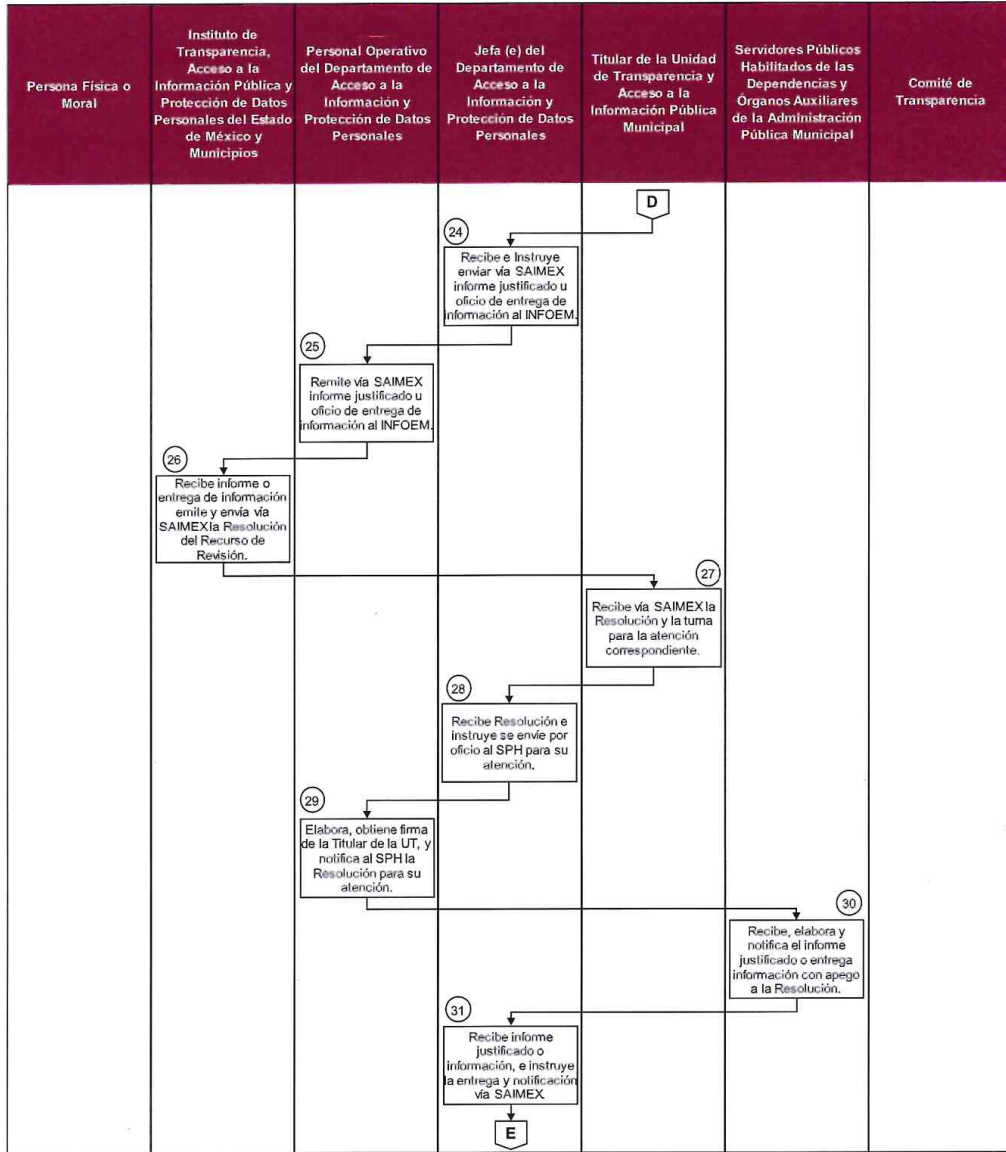 Persona Física o
Moral
Instituto de
Transparencia,
Acceso a la
Información Pública y
Protección de Datos
Personales del Estado
de México y
Municipios
Personal Operativo
del Departamento de
Acceso a la
Información y
Protección de Datos
Personales
Jefa (e) del
Departamento de
Acceso a la
Información y
Protección de Datos
Personales
Titular de la Unidad
de Transparencia y
Acceso a la
Información Pública
Municipal
Servidores Públicos
Habilitados de las
Dependencias y
Órganos Auxiliares
de la Administración
Pública Municipal
Comité de
Transparencia
D
24
Recibe e Instruye
enviar vía SAIMEX
informe justificado u
oficio de entrega de
información al INFOEM.
25
Remite vía SAIMEX
informe justificado u
oficio de entrega de
información al INFOEM.
26
Recibe informe o
entrega de información
emite y envía vía
SAIMEX la Resolución
del Recurso de
Revisión.
27
Recibe vía SAIMEX la
Resolución y la turna
para la atención
correspondiente.
28
Recibe Resolución e
instruye se envíe por
oficio al SPH para su
atención.
29
Elabora, obtiene firma
de la Titular de la UT, y
notifica al SPH la
Resolución para su
atención.
30
Recibe, elabora y
notifica el informe
justificado o entrega
información con apego
a la Resolución.
31
Recibe informe
justificado o
información, e instruye
la entrega y notificación
vía SAIMEX.
E